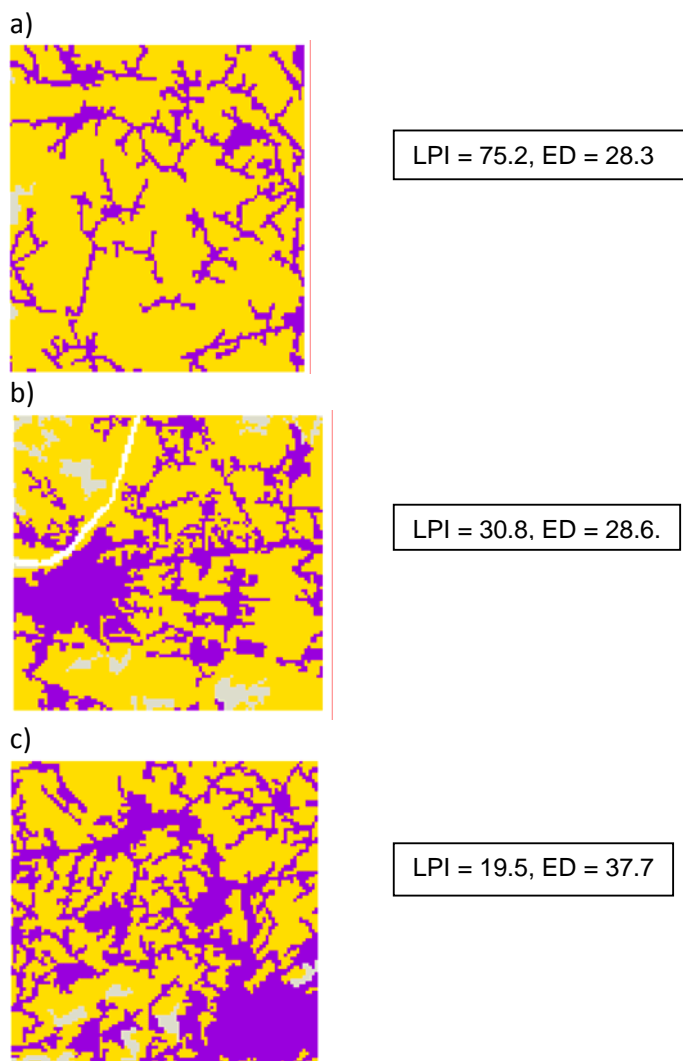 a)
LPI = 75.2, ED = 28.3
b)
LPI = 30.8, ED = 28.6.
c)
LPI = 19.5, ED = 37.7